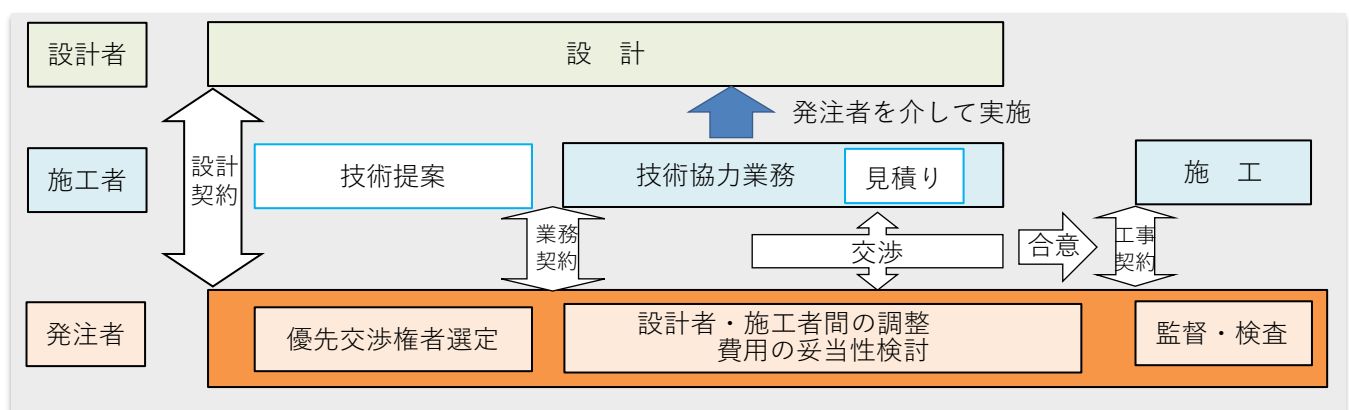 設計者
設　計
発注者を介して実施
施工者
設計
契約
技術提案
技術協力業務
見積り
施　工
業務
契約
交渉
合意
工事
契約
発注者
優先交渉権者選定
設計者・施工者間の調整
費用の妥当性検討
監督・検査